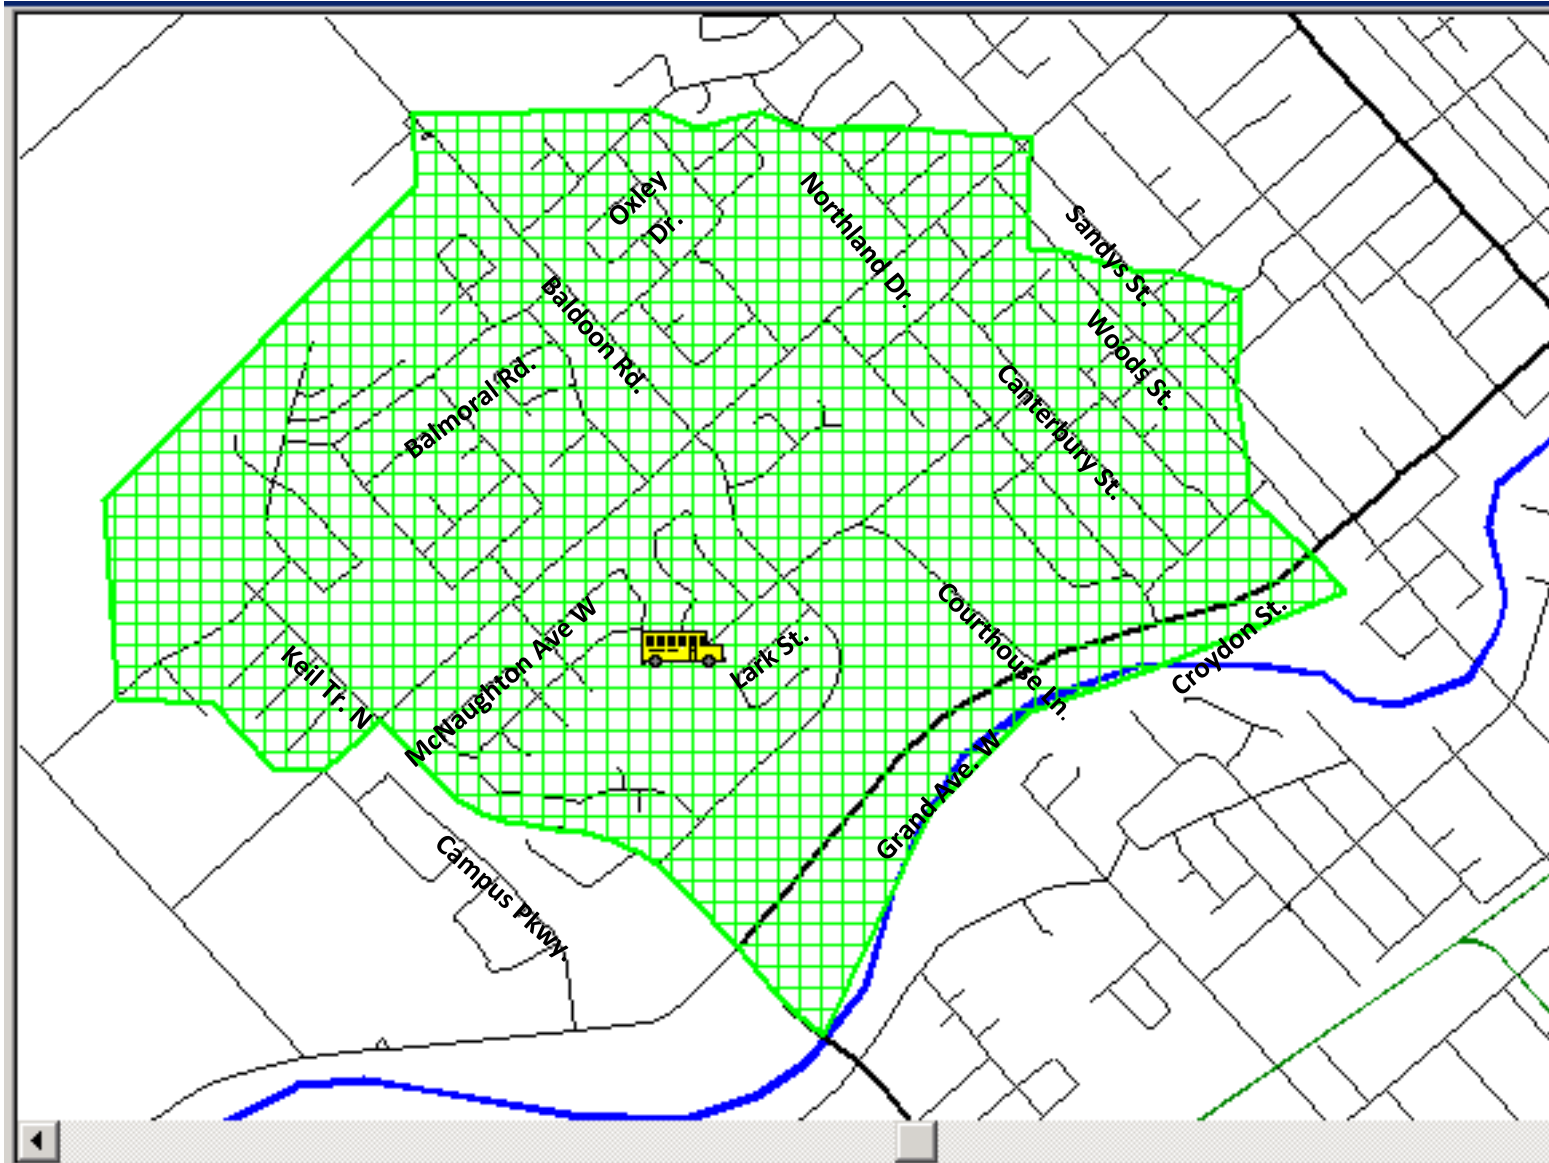 Oxley
Dr.
Northland Dr.
Sandys St.
Baldoon Rd.
Woods St.
Balmoral Rd.
Canterbury St.
Courthouse Ln.
Croydon St.
McNaughton Ave W
Lark St.
Keil Tr. N
Grand Ave. W
Campus Pkwy.